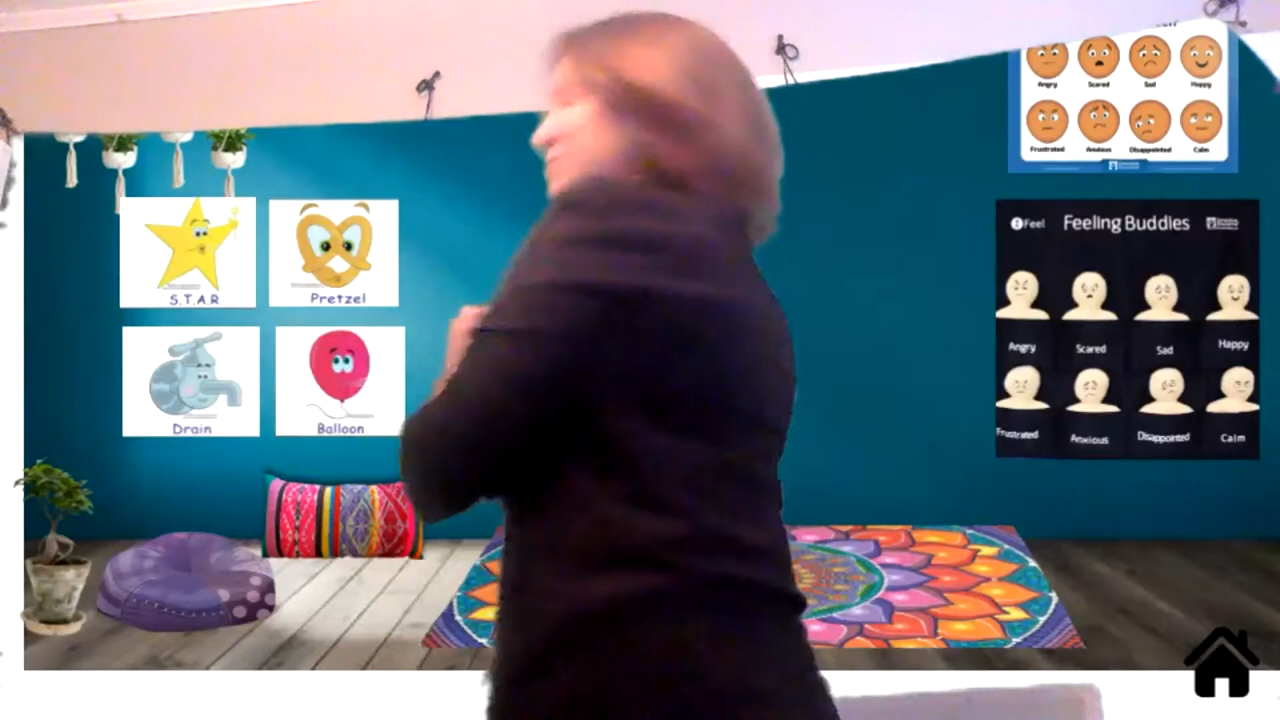 Angry Scared Sad Happy
Frustrated Anxious Disappointed Calm
S.T.A.R
Pretzel
Drain
Balloon
Feel
Feeling Buddies
Angry Scared Sad Happy
Frustrated Anxious Disappointed Calm